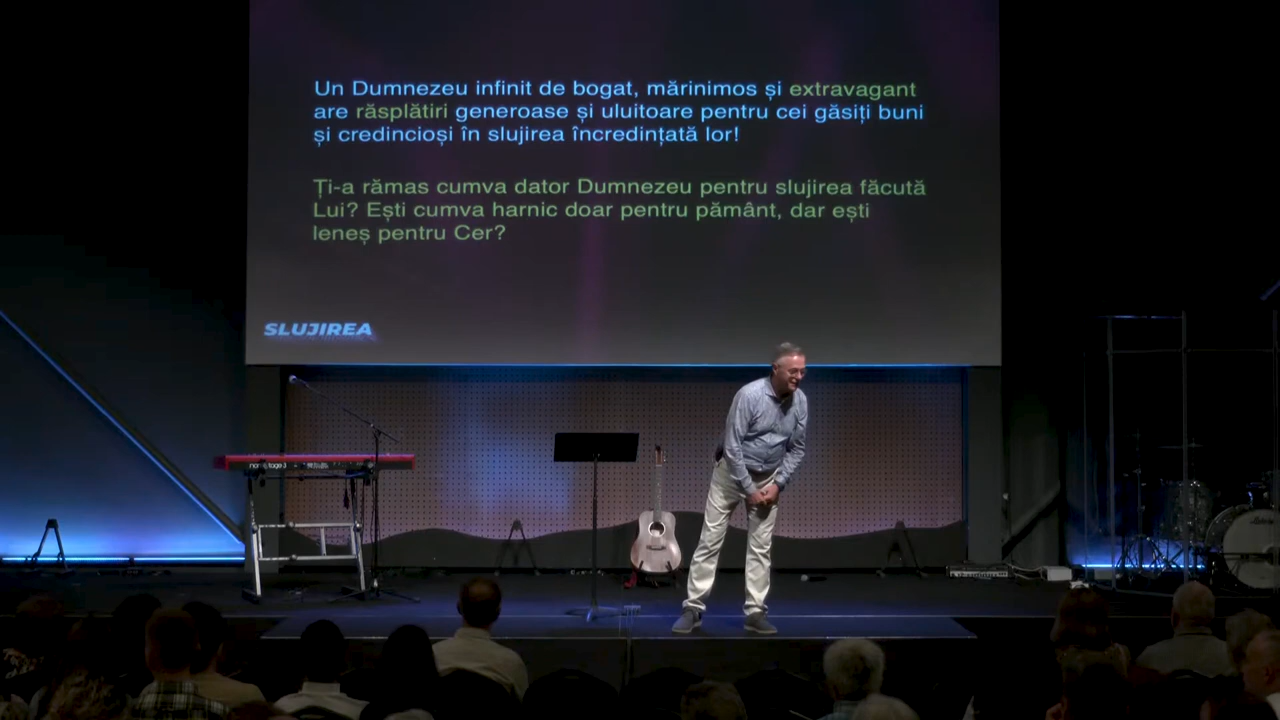 Un Dumnezeu infinit de bogat, mărinimos și extravagant
are răsplătiri generoase și uluitoare pentru cei găsiți buni
și credincioși în slujirea încredințată lor!
Ți-a rămas cumva dator Dumnezeu pentru slujirea făcută
Lui? Ești cumva harnic doar pentru pământ, dar ești
leneș pentru Cer?
SLUJIREA